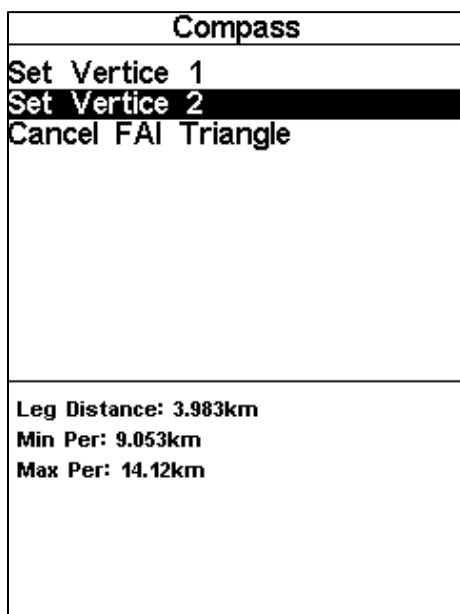 Compass
Set Vertice 1
Set Vertice 2
Cancel FAI Triangle
Leg Distance: 3.983km
Min Per: 9.053km
Max Per: 14.12km